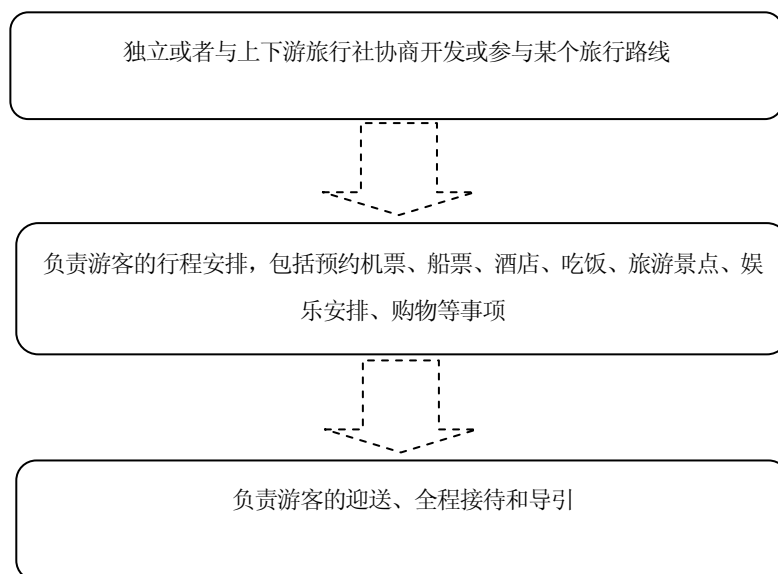 独立或者与上下游旅行社协商开发或参与某个旅行路线
负责游客的行程安排，包括预约机票、船票、酒店、吃饭、旅游景点、娱
乐安排、购物等事项
负责游客的迎送、全程接待和导引